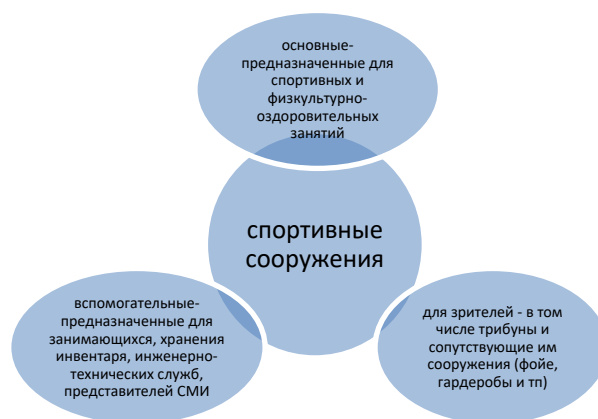 основные-
предназначенные для
спортивных и
физкультурно-
оздоровительных
занятий
спортивные
сооружения
вспомогательные-
предназначенные для
занимающихся, хранения
инвентаря, инженерно-
технических служб,
представителей СМИ
для зрителей - в том
числе трибуны и
сопутствующие им
сооружения (фойе,
гардеробы и тп)